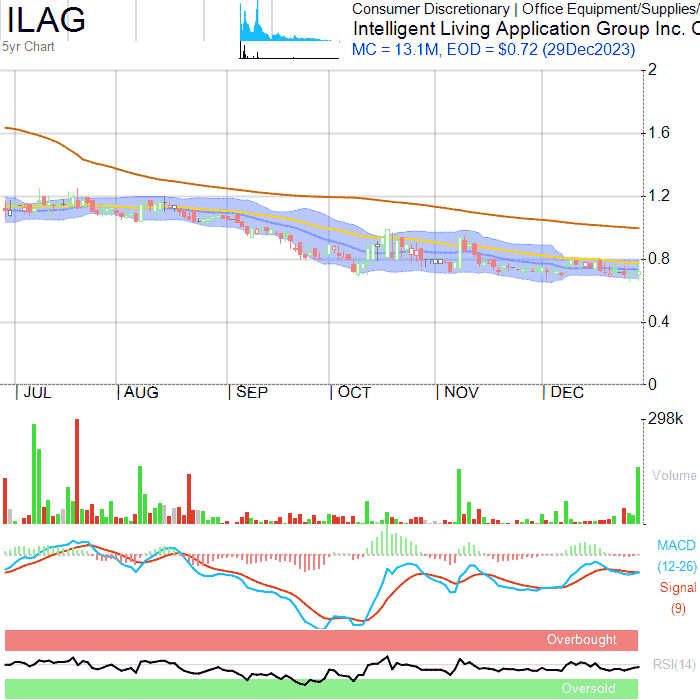 ILAG
5yr Chart
Consumer Discretionary | Office Equipment/Supplies/
Intelligent Living Application Group Inc.
MC = 13.1M, EOD = $0.72 (29Dec2023)
2
1.6
1.2
0.8
0.4
0
JUL AUG SEP OCT NOV DEC
298k
Volume
MACD
(12-26)
Signal
(9)
Overbought
RSI(14)
Oversold